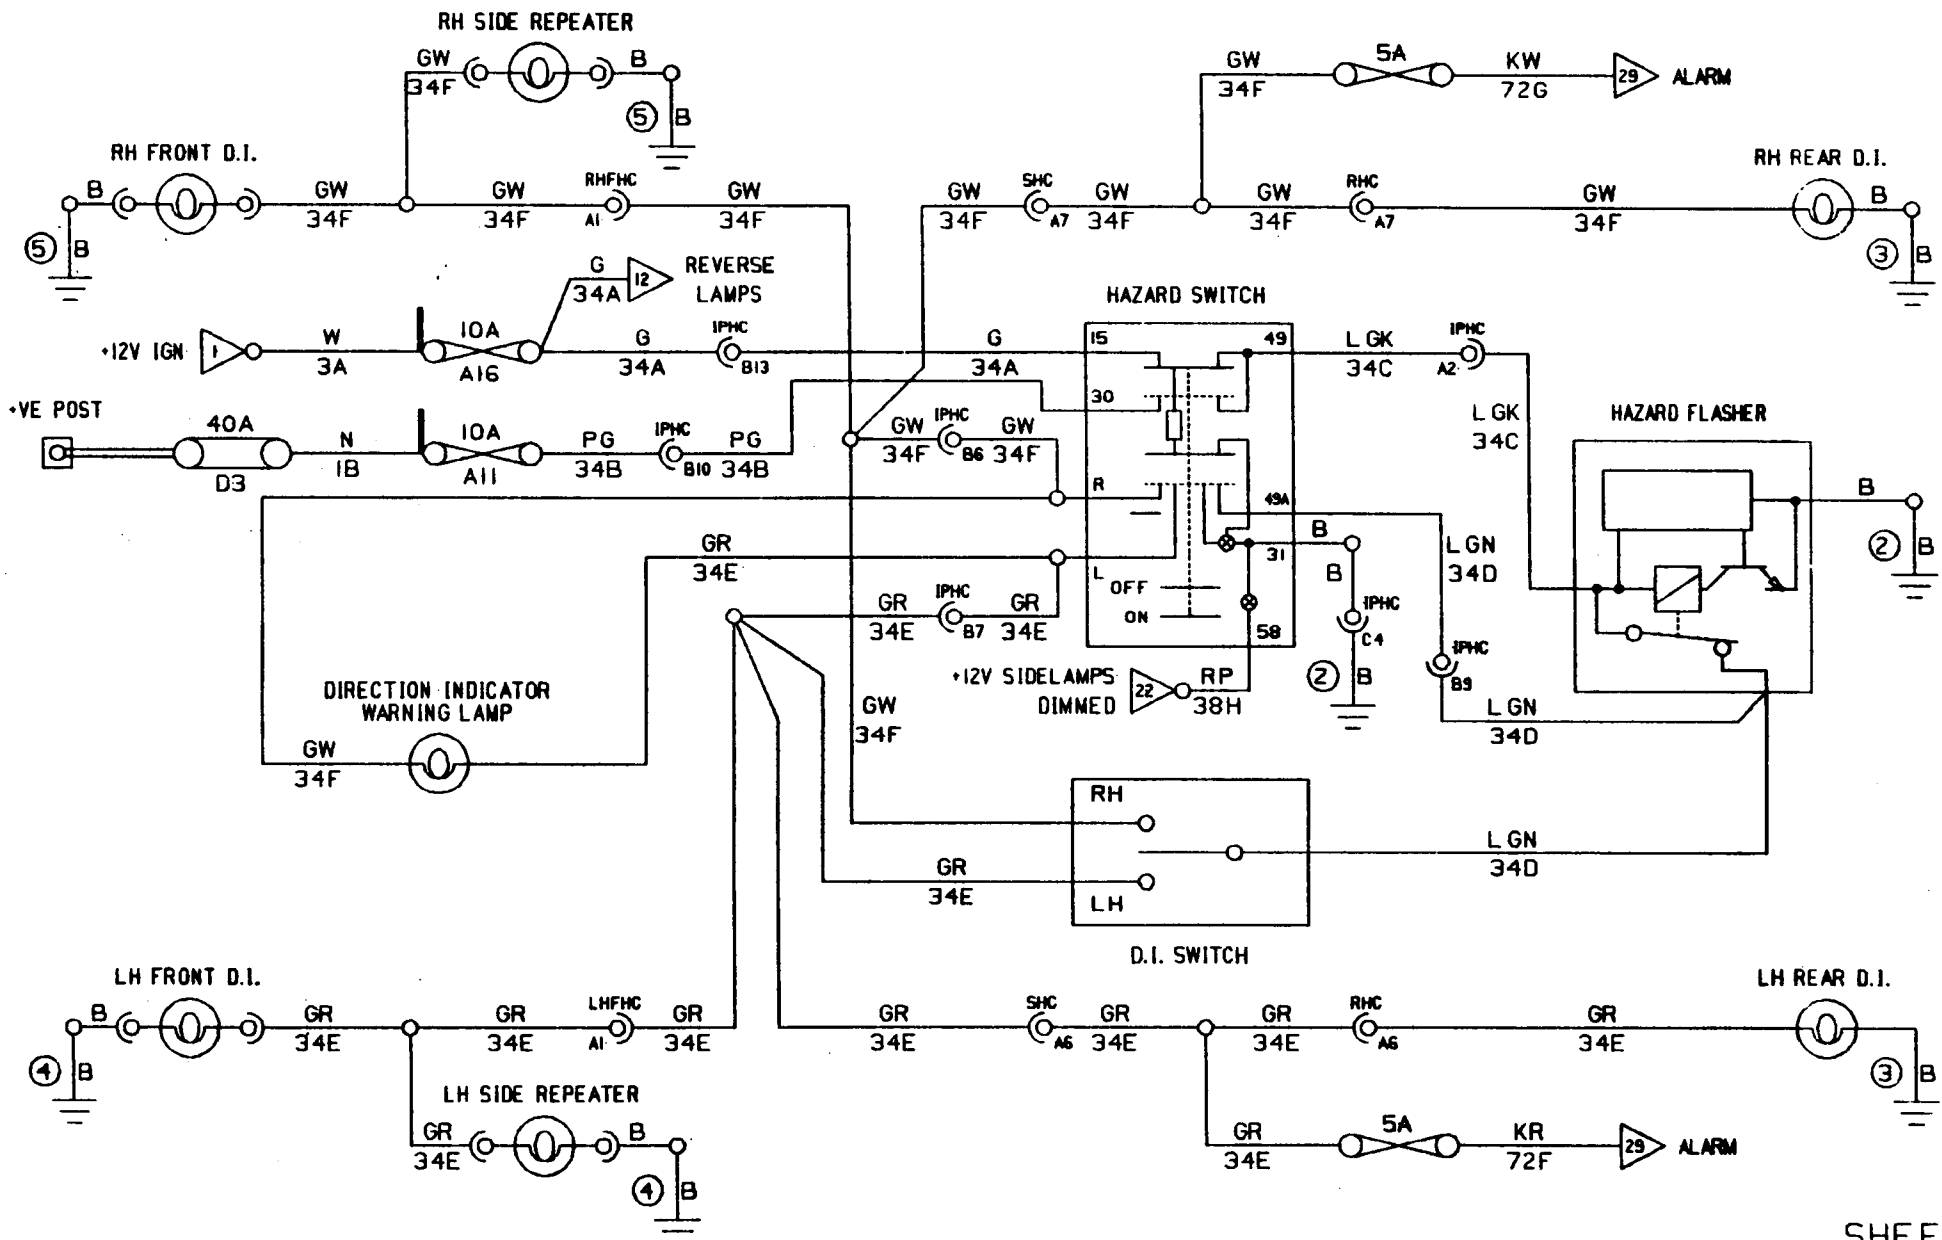 RH SIDE REPEATER
GW
34F
B
5
B
GW
34F
5A
KW
72G
29
ALARM
RH FRONT D.I.
B
GW
34F
GW
34F
RHFHC
A1
GW
34F
GW
34F
SHC
A7
GW
34F
GW
34F
RHC
A7
GW
34F
RH REAR D.I.
B
5
B
3
B
G
34A
12
REVERSE
LAMPS
+12V IGN
1
W
3A
10A
A16
G
34A
IPHC
B13
G
34A
HAZARD SWITCH
15
49
L GK
34C
IPHC
A2
30
+VE POST
40A
D3
N
1B
10A
A11
PG
34B
IPHC
B10
PG
34B
GW
34F
IPHC
B6
GW
34F
L GK
34C
HAZARD FLASHER
R
49A
B
2
B
GR
34E
L
OFF
ON
31
B
B
L GN
34D
GR
34E
IPHC
B7
GR
34E
58
IPHC
C4
2
B
IPHC
B9
+12V SIDELAMPS
DIMMED
22
RP
38H
L GN
34D
DIRECTION INDICATOR
WARNING LAMP
GW
34F
GW
34F
RH
LH
D.I. SWITCH
GR
34E
L GN
34D
LH FRONT D.I.
B
GR
34E
GR
34E
LHFHC
A1
GR
34E
GR
34E
SHC
A6
GR
34E
GR
34E
RHC
A6
GR
34E
LH REAR D.I.
4
B
3
B
LH SIDE REPEATER
GR
34E
B
4
B
GR
34E
5A
KR
72F
29
ALARM